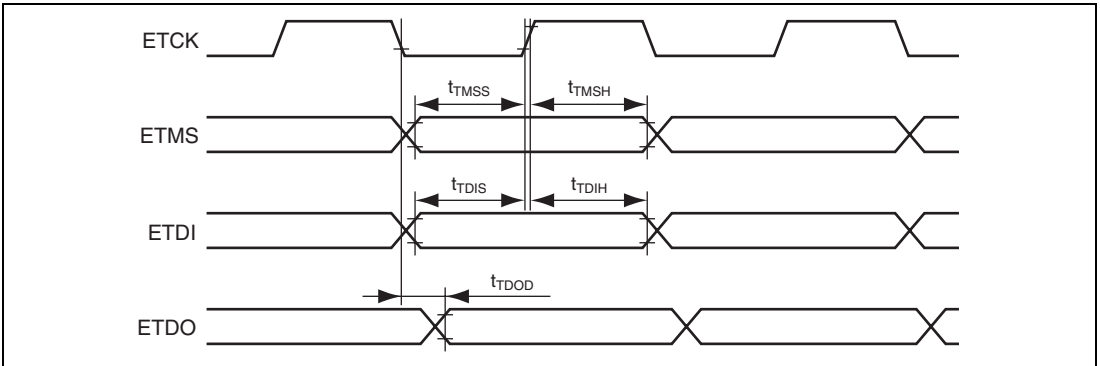 ETCK
tTMSS tTMSH
ETMS
tTDIS tTDIH
ETDI
tTDOD
ETDO